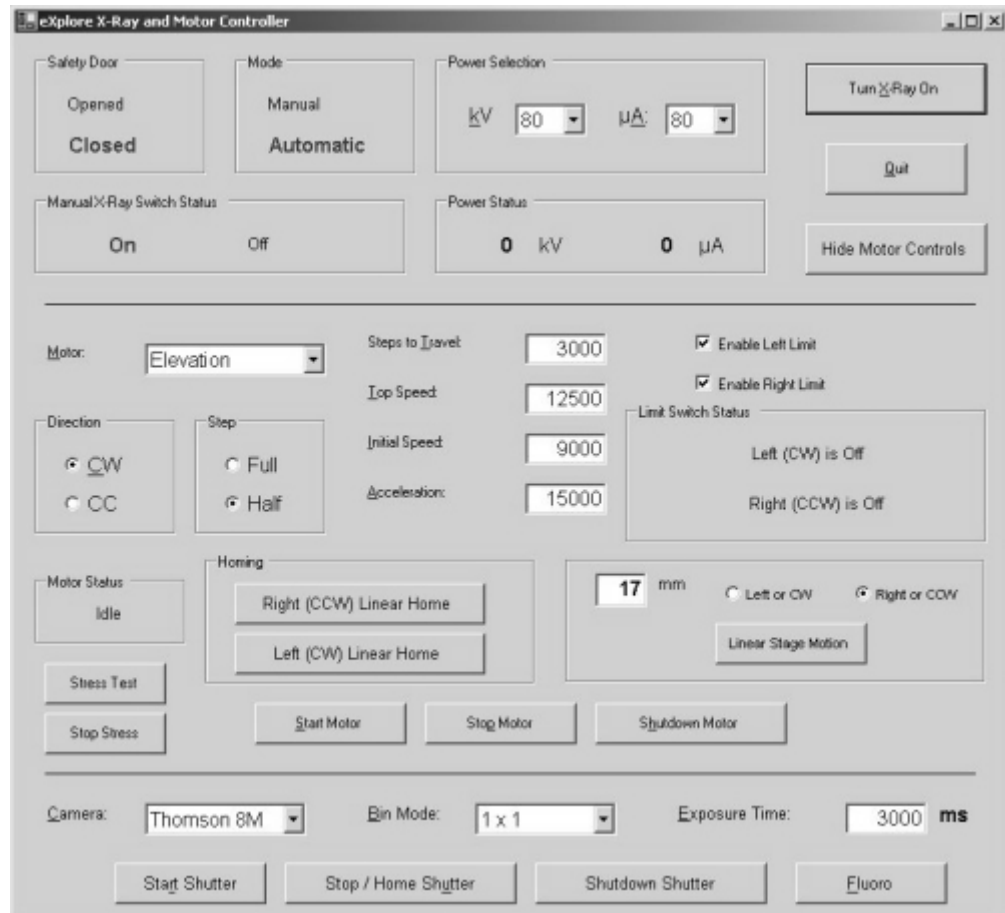 eXplore X-Ray and Motor Controller
Safety Door
Opened
Closed
Mode
Manual
Automatic
Power Selection
kV 80 µA: 80
Turn X-Ray On
Quit
Manual X-Ray Switch Status
On Off
Power Status
0 kV 0 µA
Hide Motor Controls
Motor: Elevation
Steps to Travel: 3000
Top Speed: 12500
Initial Speed: 9000
Acceleration: 15000
Enable Left Limit
Enable Right Limit
Direction
CW
CC
Step
Full
Half
Limit Switch Status
Left (CW) is Off
Right (CCW) is Off
Motor Status
Idle
Homing
Right (CCW) Linear Home
Left (CW) Linear Home
17 mm Left or CW Right or CCW
Linear Stage Motion
Stress Test
Stop Stress
Start Motor
Stop Motor
Shutdown Motor
Camera: Thomson 8M
Bin Mode: 1 x 1
Exposure Time: 3000 ms
Start Shutter
Stop / Home Shutter
Shutdown Shutter
Fluoro